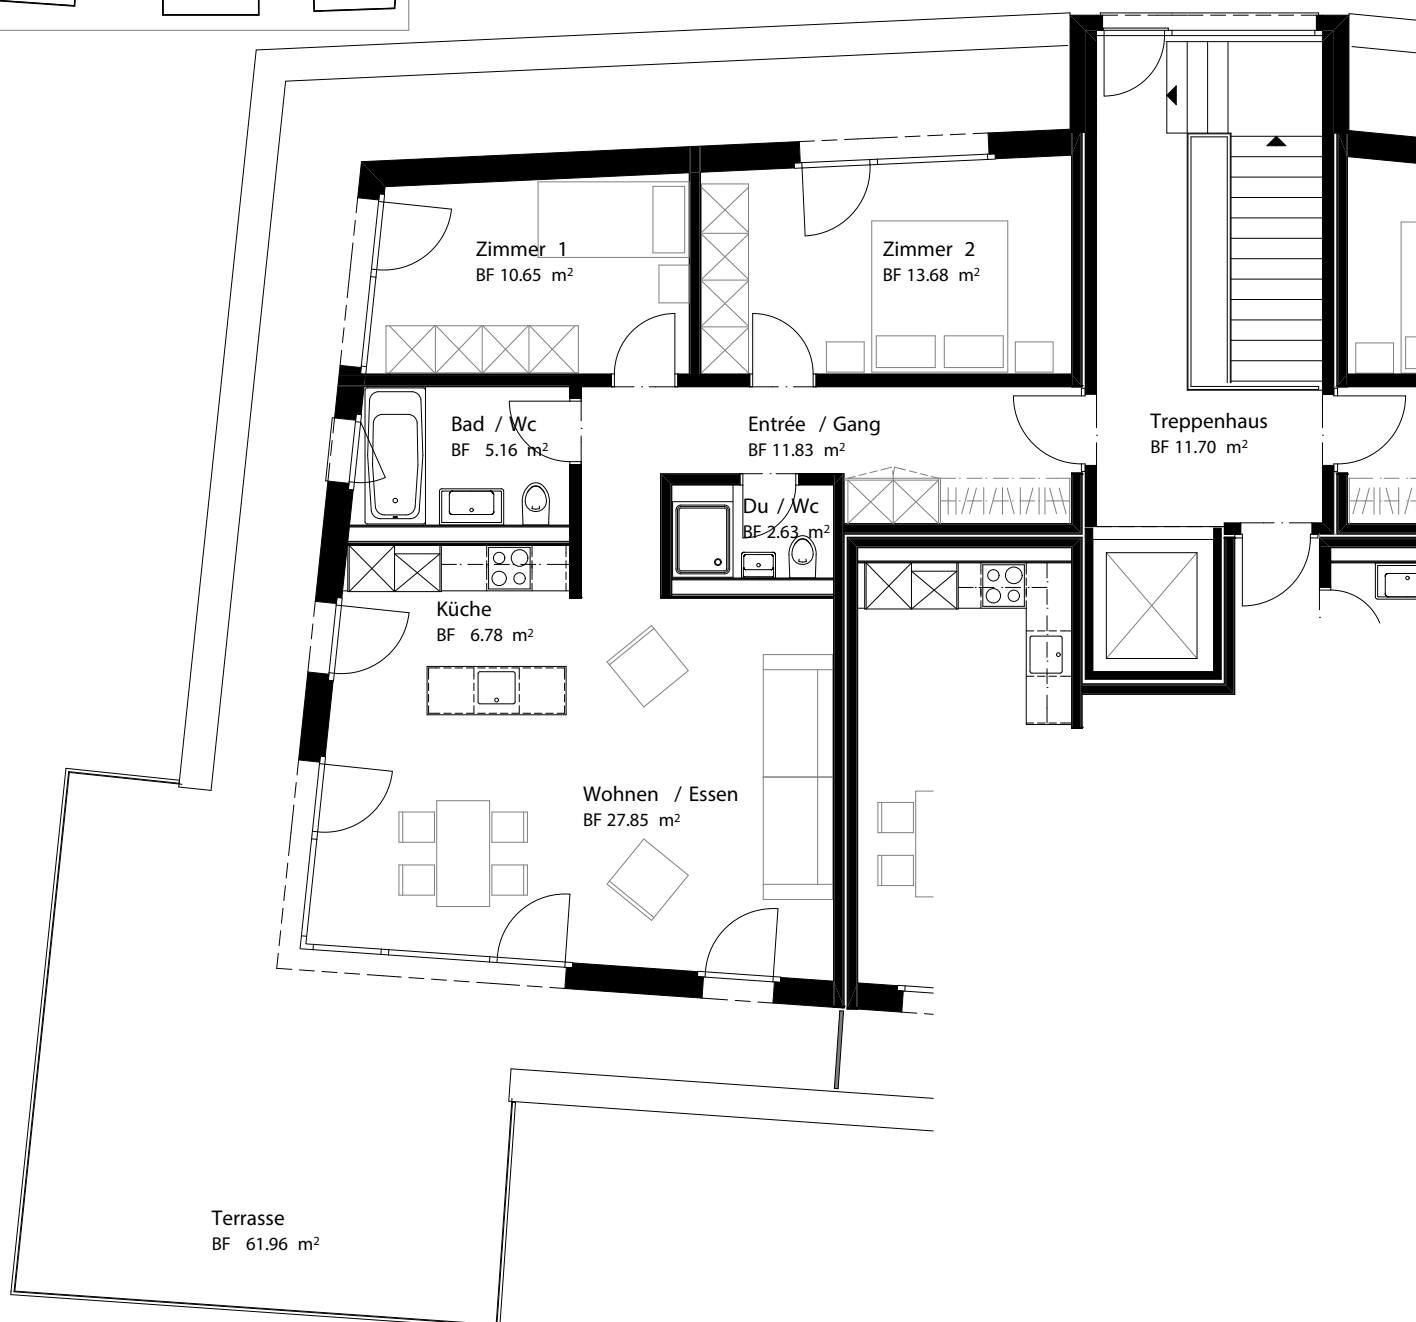 Zimmer 1
BF 10.65 m²
Zimmer 2
BF 13.68 m²
Bad / Wc
BF 5.16 m²
Entrée / Gang
BF 11.83 m²
Treppenhaus
BF 11.70 m²
Du / Wc
BF 2.63 m²
Küche
BF 6.78 m²
Wohnen / Essen
BF 27.85 m²
Terrasse
BF 61.96 m²